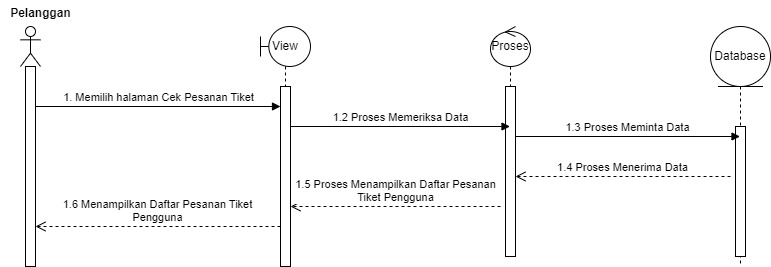 Pelanggan
View
Proses
Database
1. Memilih halaman Cek Pesanan Tiket
1.2 Proses Memeriksa Data
1.3 Proses Meminta Data
1.4 Proses Menerima Data
1.5 Proses Menampilkan Daftar Pesanan
Tiket Pengguna
1.6 Menampilkan Daftar Pesanan Tiket
Pengguna